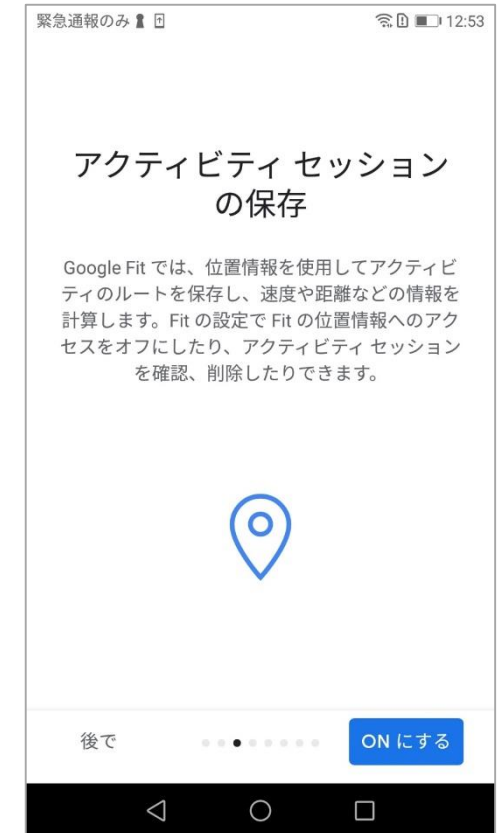 緊急通報のみ
12:53
アクティビティ セッション
の保存
Google Fit では、位置情報を使用してアクティビ
ティのルートを保存し、速度や距離などの情報を
計算します。Fit の設定で Fit の位置情報へのアク
セスをオフにしたり、アクティビティ セッション
を確認、削除したりできます。
後で
ON にする